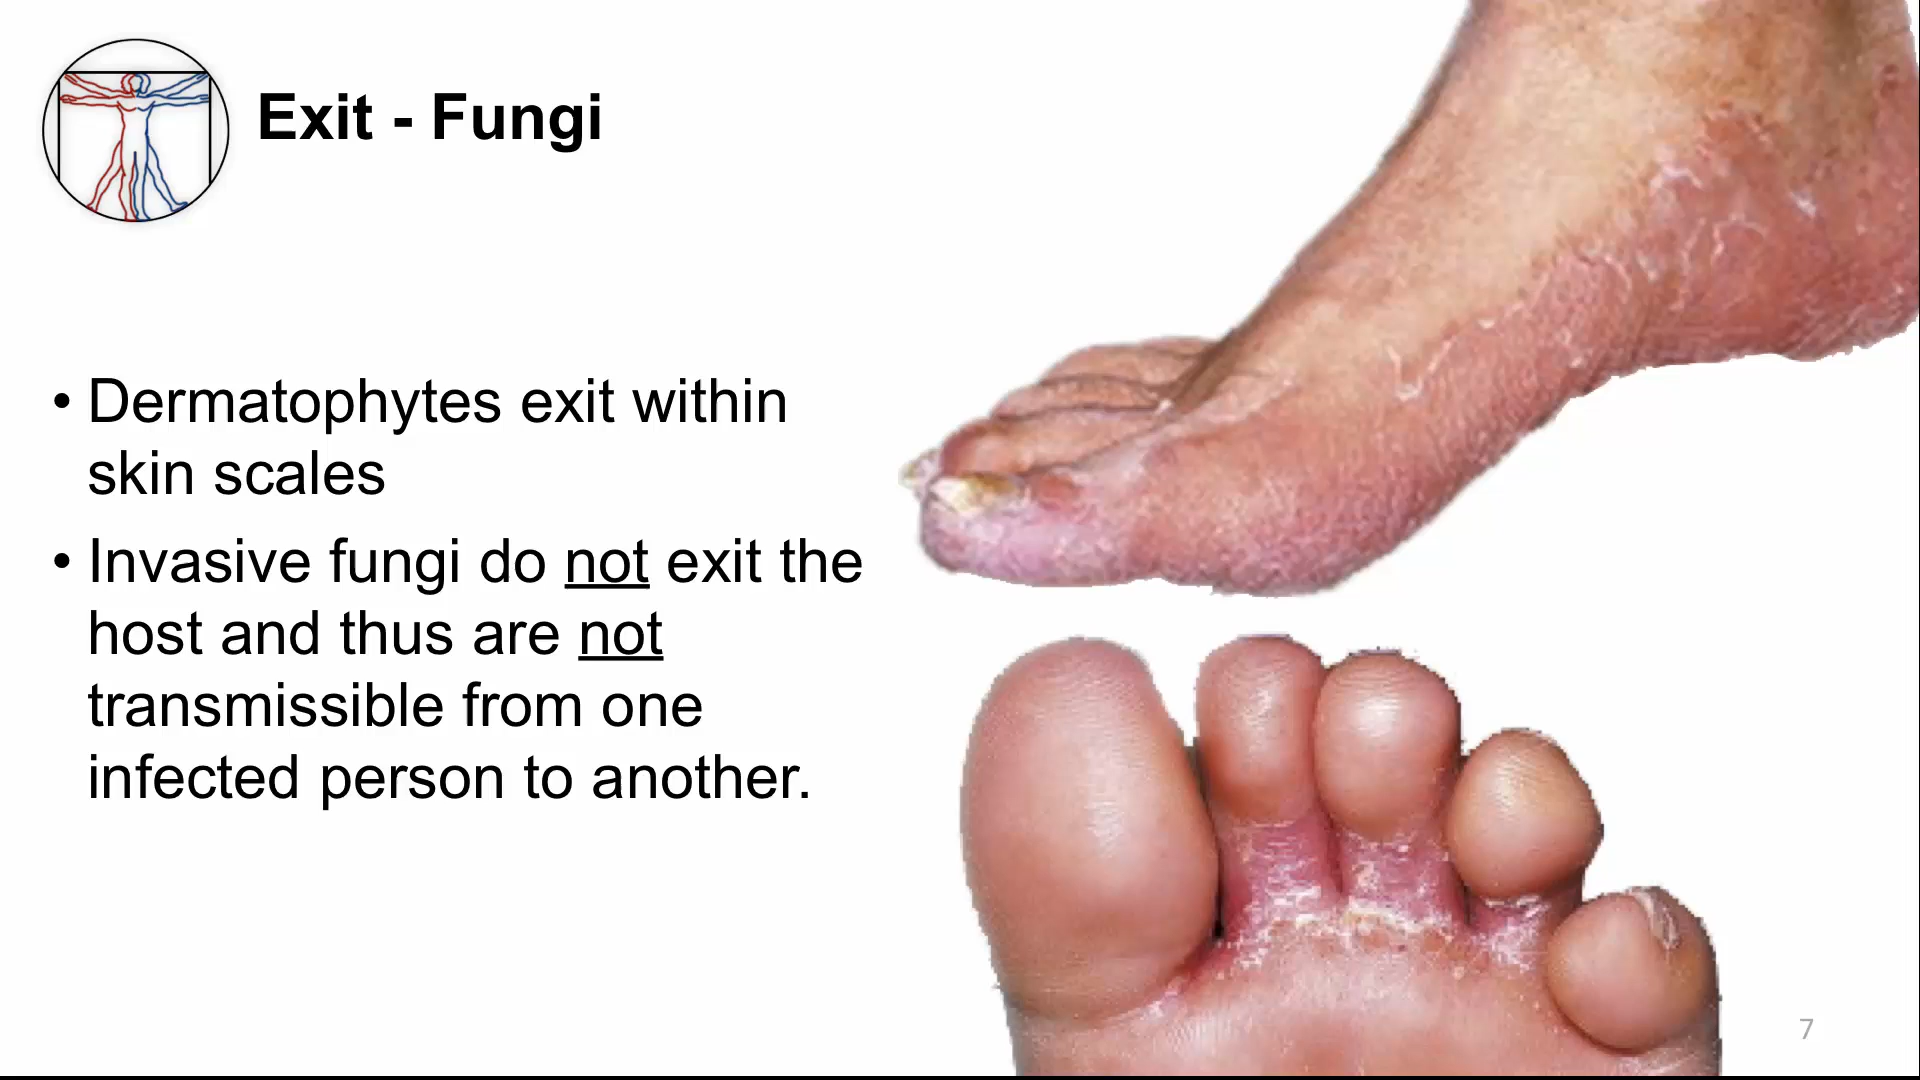 Exit - Fungi
• Dermatophytes exit within
skin scales
• Invasive fungi do not exit the
host and thus are not
transmissible from one
infected person to another.
7